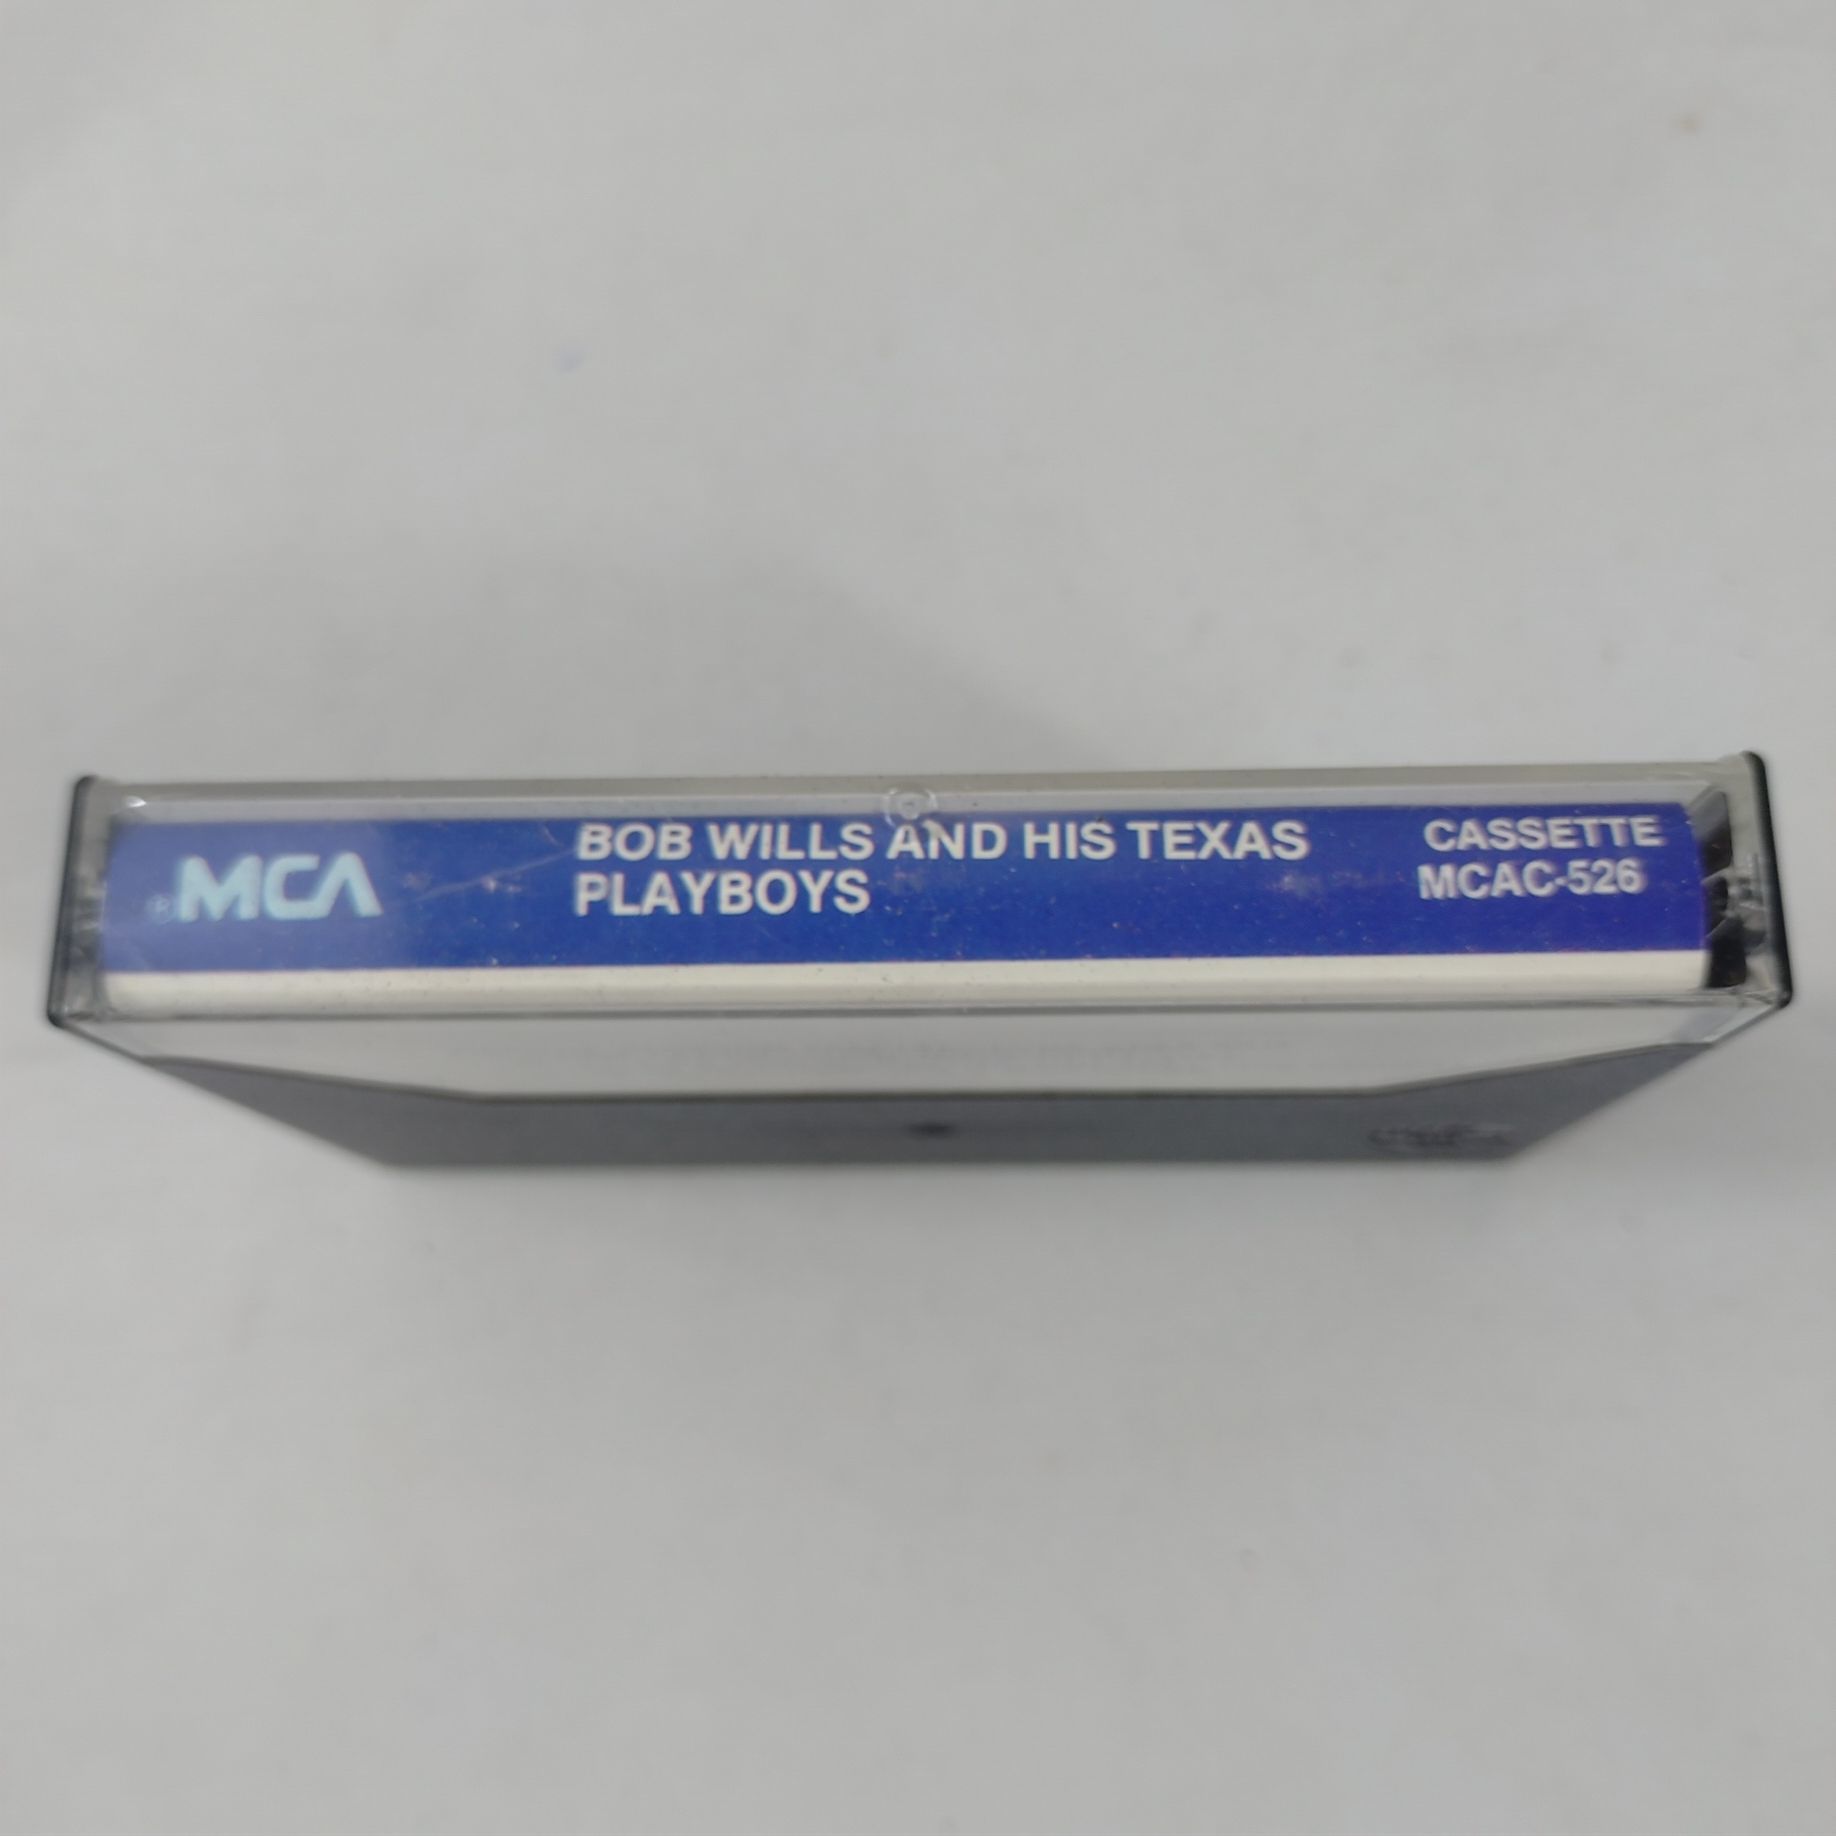 ® MCA
BOB WILLS AND HIS TEXAS
PLAYBOYS
CASSETTE
MCAC-526